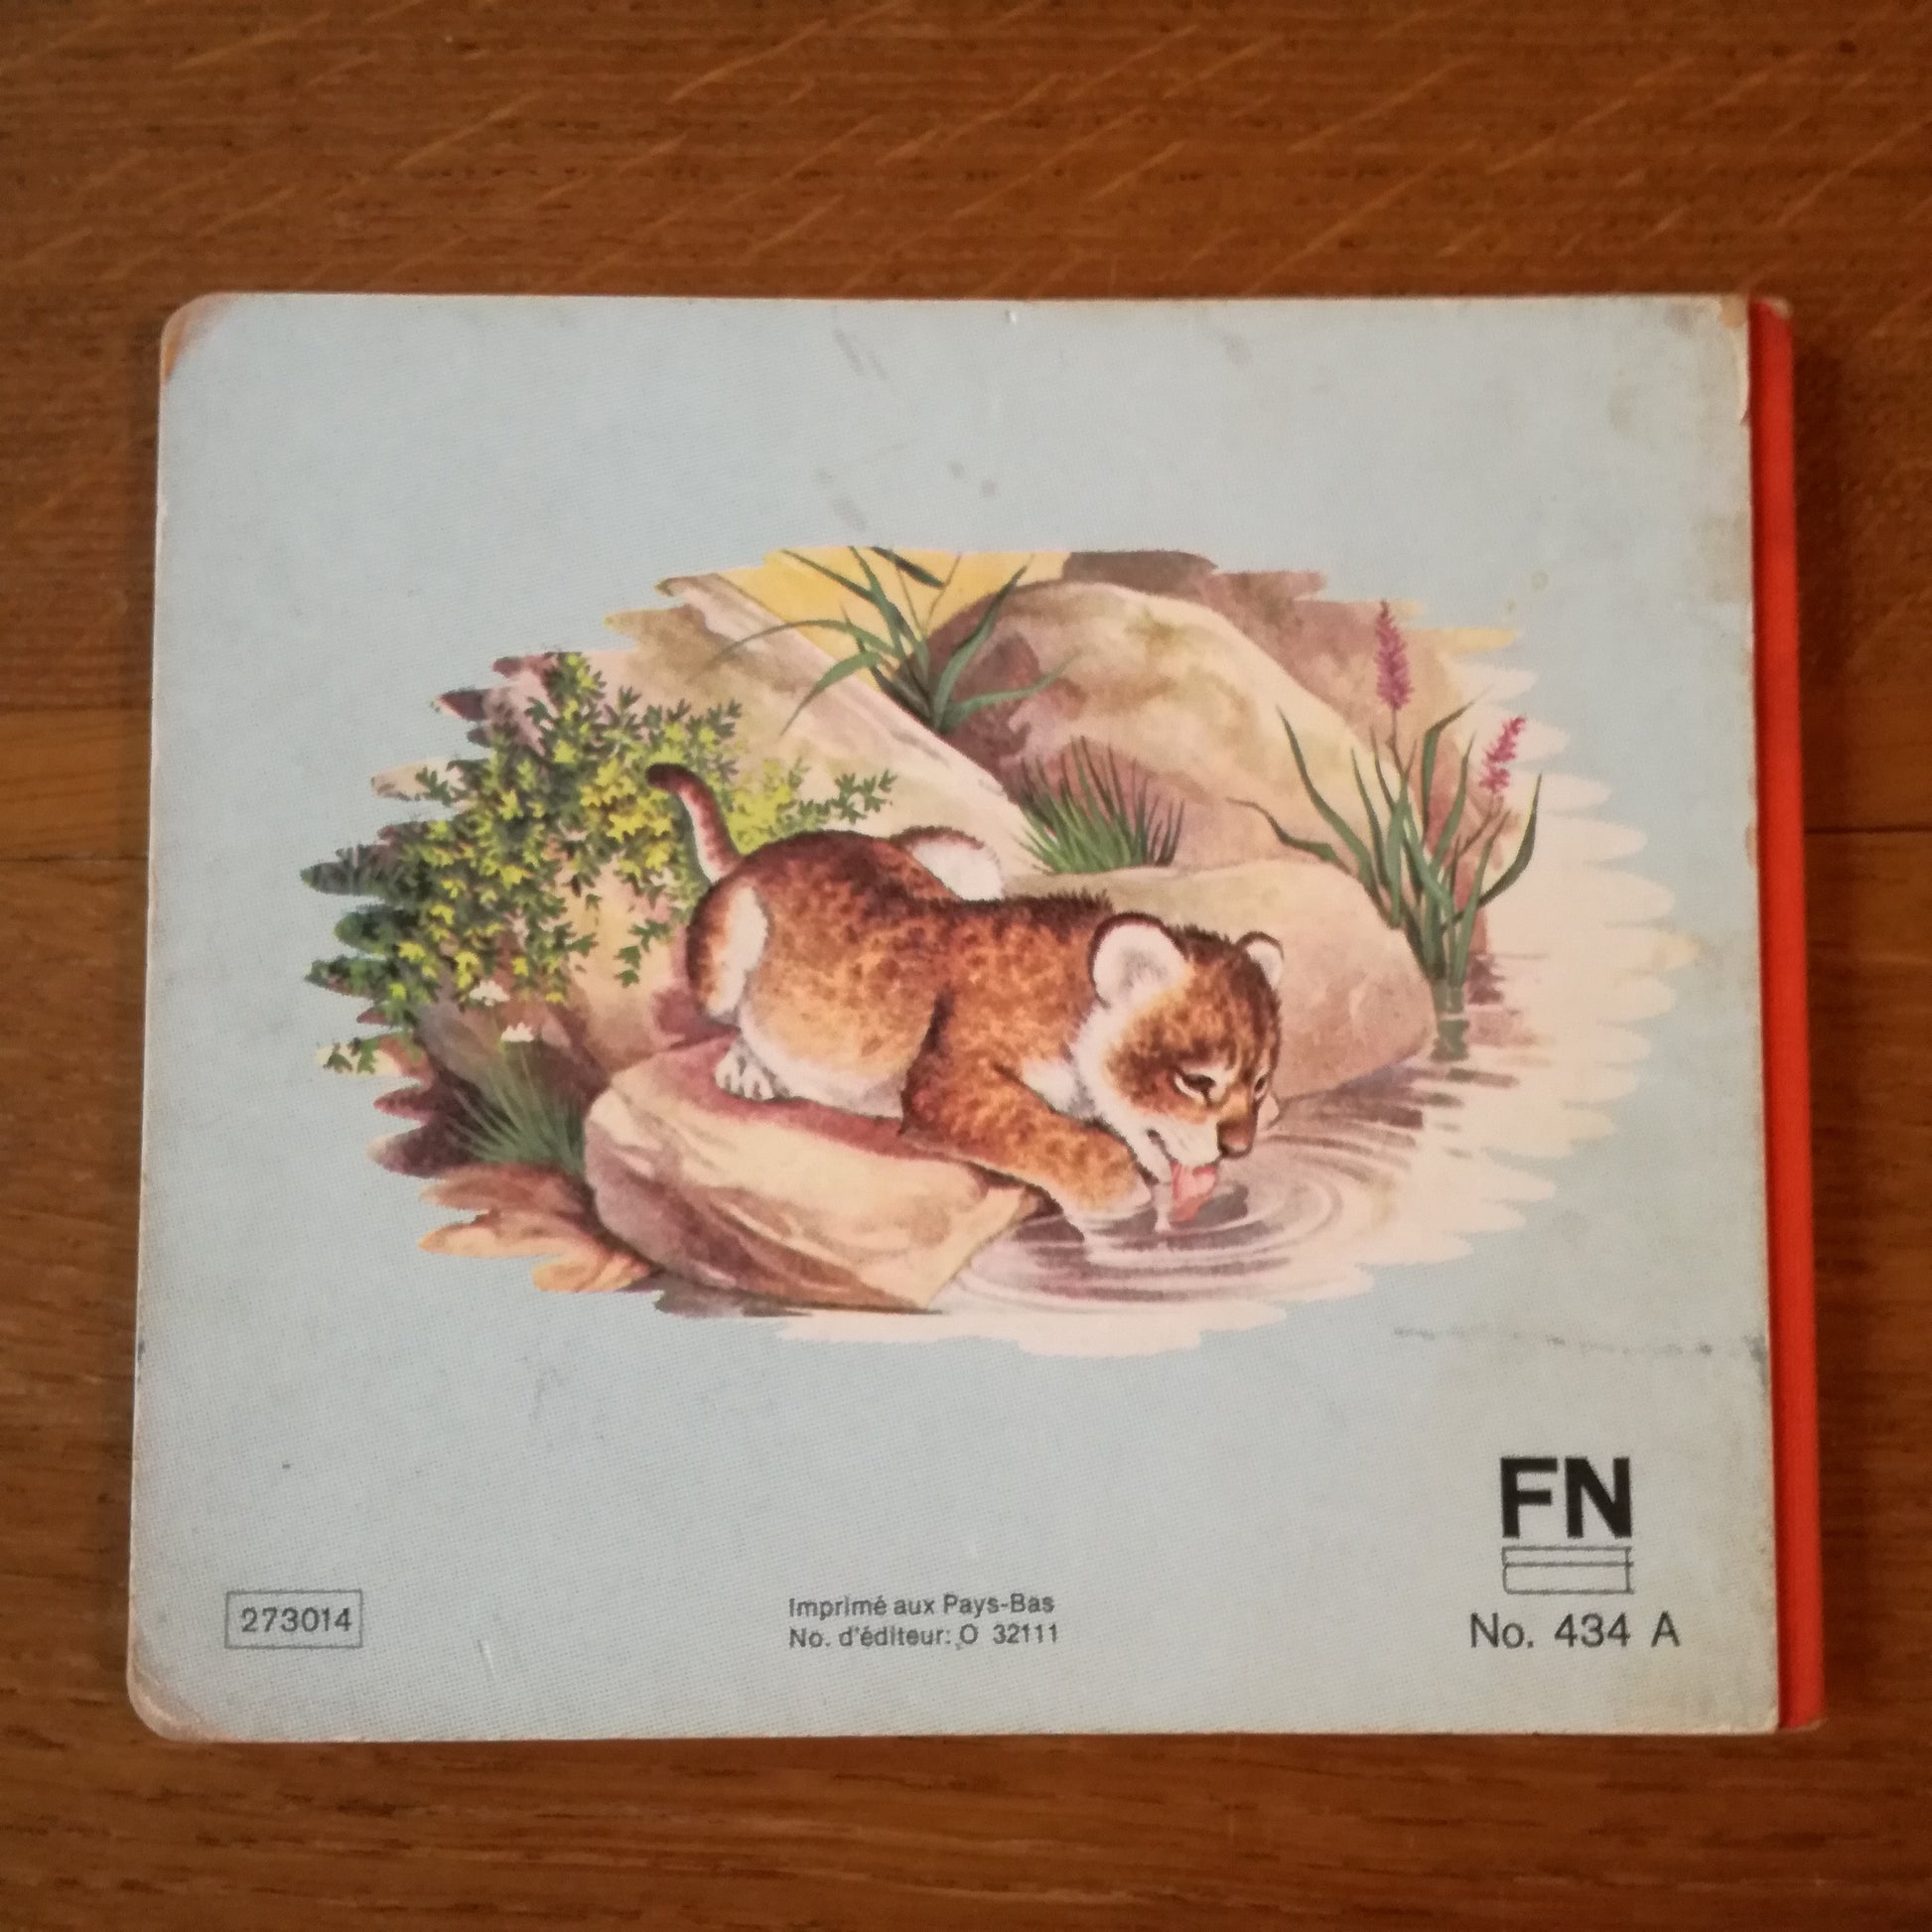 FN
273014
Imprimé aux Pays-Bas
No. d'éditeur: O 32111
No. 434 A